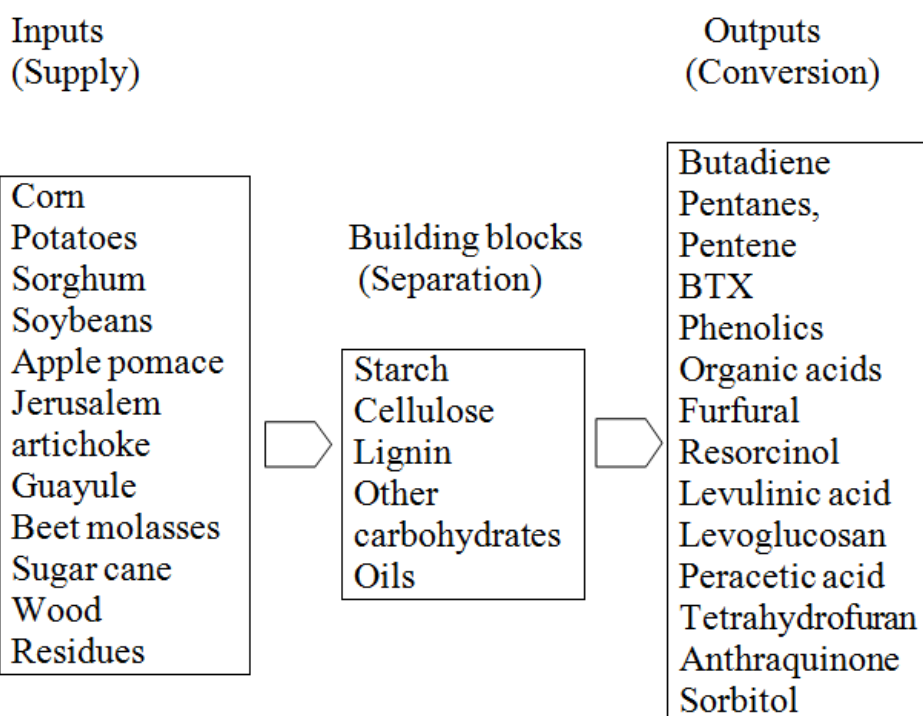 Inputs
(Supply)
Outputs
(Conversion)
Corn
Potatoes
Sorghum
Soybeans
Apple pomace
Jerusalem
artichoke
Guayule
Beet molasses
Sugar cane
Wood
Residues
Building blocks
(Separation)
Starch
Cellulose
Lignin
Other
carbohydrates
Oils
Butadiene
Pentanes,
Pentene
BTX
Phenolics
Organic acids
Furfural
Resorcinol
Levulinic acid
Levoglucosan
Peracetic acid
Tetrahydrofuran
Anthraquinone
Sorbitol